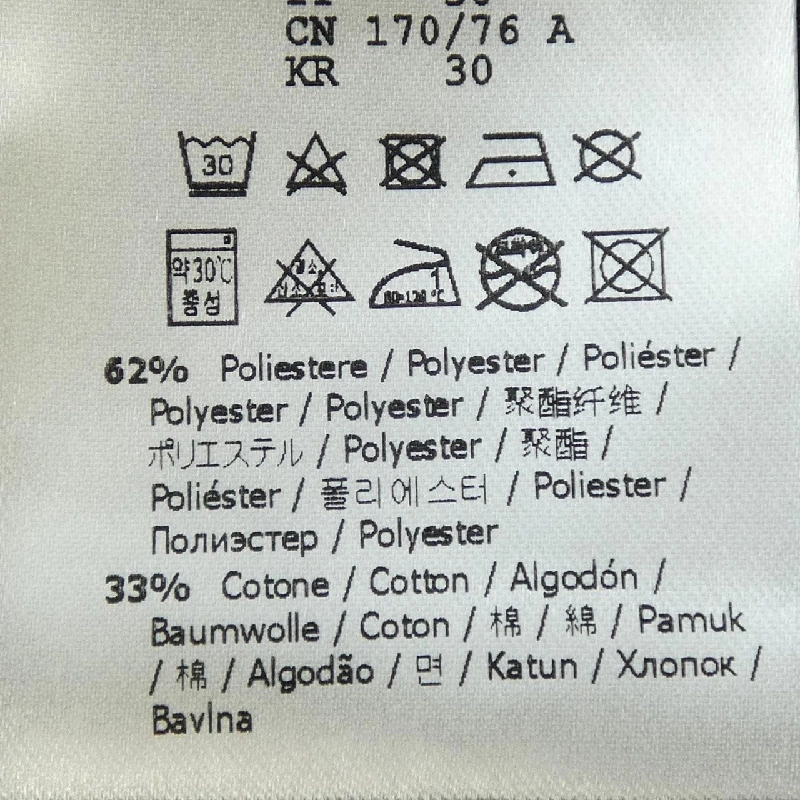 CN 170/76 A
KR 30
30
약30℃
중성
80-120 ℃
62% Poliestere / Polyester / Poliéster /
Polyester / Polyester / 聚酯纤维 /
ポリエステル / Polyester / 聚酯 /
Poliéster / 폴리에스터 / Poliester /
Полиэстер / Polyester
33% Cotone / Cotton / Algodón /
Baumwolle / Coton / 棉 / 綿 / Pamuk
/ 棉 / Algodão / 면 / Katun / Хлопок /
Bavlna